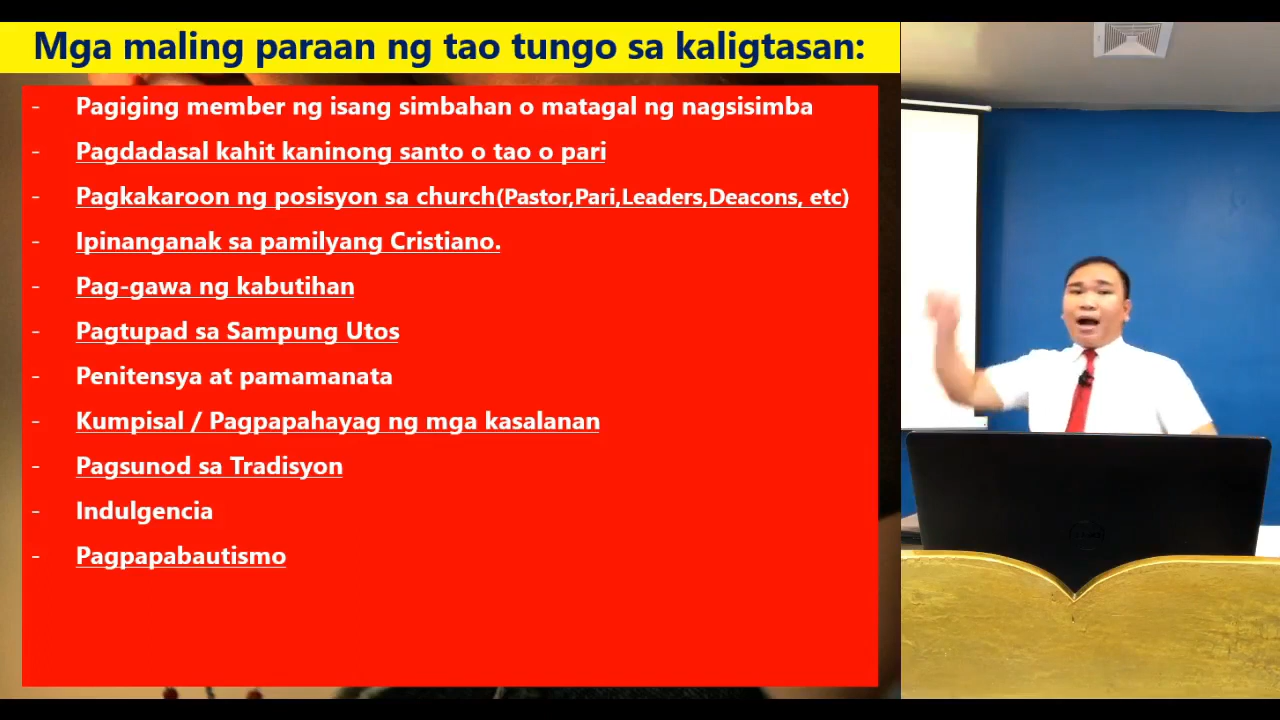 Mga maling paraan ng tao tungo sa kaligtasan:
- Pagiging member ng isang simbahan o matagal ng nagsisimba
- Pagdadasal kahit kaninong santo o tao o pari
- Pagkakaroon ng posisyon sa church(Pastor,Pari,Leaders,Deacons, etc)
- Ipinanganak sa pamilyang Cristiano.
- Pag-gawa ng kabutihan
- Pagtupad sa Sampung Utos
- Penitensya at pamamanata
- Kumpisal / Pagpapahayag ng mga kasalanan
- Pagsunod sa Tradisyon
- Indulgencia
- Pagpapabautismo